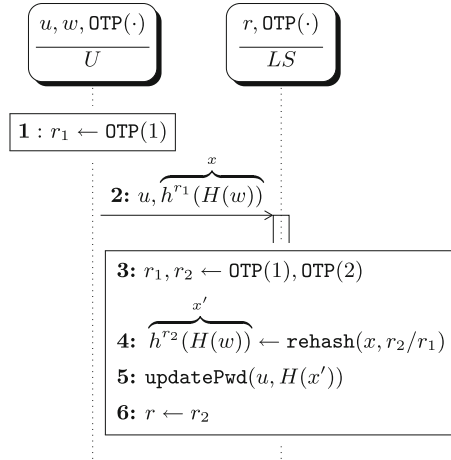 u, w, OTP(·)
U
r, OTP(·)
LS
1 : r₁ ← OTP(1)
x
2: u, h^{r₁}(H(w))
3: r₁, r₂ ← OTP(1), OTP(2)
x′
4: h^{r₂}(H(w)) ← rehash(x, r₂/r₁)
5: updatePwd(u, H(x′))
6: r ← r₂